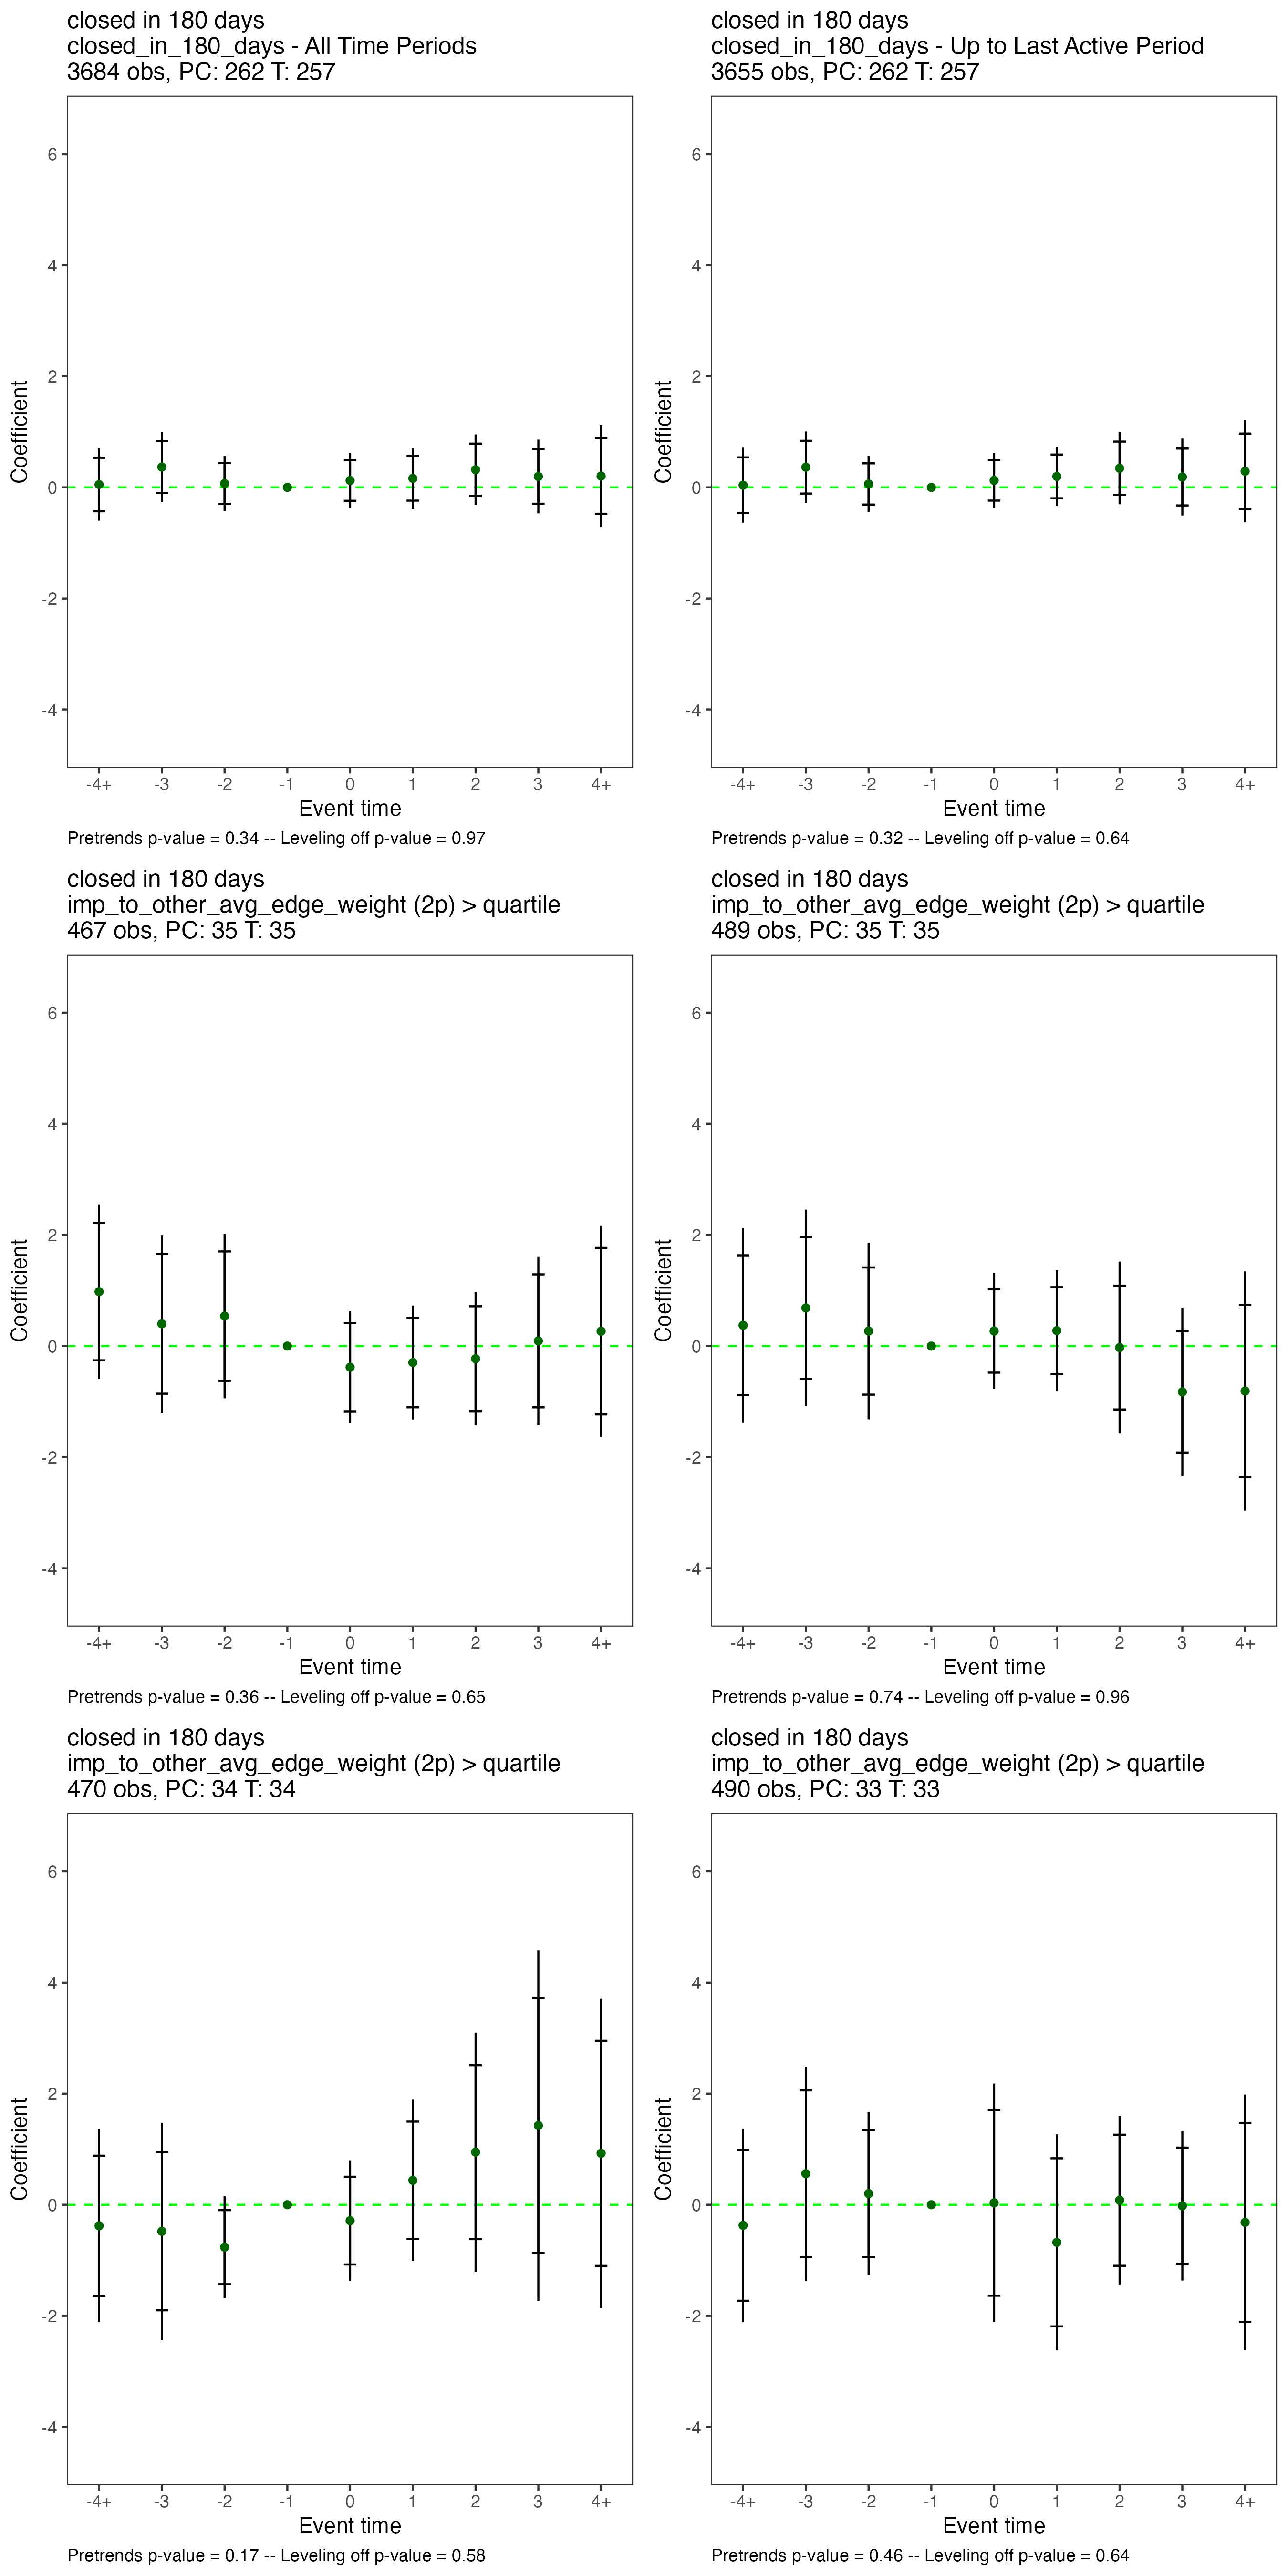 closed in 180 days
closed_in_180_days - All Time Periods
3684 obs, PC: 262 T: 257
6
4
2
0
-2
-4
Coefficient
-4+ -3 -2 -1 0 1 2 3 4+
Event time
Pretrends p-value = 0.34 -- Leveling off p-value = 0.97
closed in 180 days
closed_in_180_days - Up to Last Active Period
3655 obs, PC: 262 T: 257
6
4
2
0
-2
-4
Coefficient
-4+ -3 -2 -1 0 1 2 3 4+
Event time
Pretrends p-value = 0.32 -- Leveling off p-value = 0.64
closed in 180 days
imp_to_other_avg_edge_weight (2p) > quartile
467 obs, PC: 35 T: 35
6
4
2
0
-2
-4
Coefficient
-4+ -3 -2 -1 0 1 2 3 4+
Event time
Pretrends p-value = 0.36 -- Leveling off p-value = 0.65
closed in 180 days
imp_to_other_avg_edge_weight (2p) > quartile
489 obs, PC: 35 T: 35
6
4
2
0
-2
-4
Coefficient
-4+ -3 -2 -1 0 1 2 3 4+
Event time
Pretrends p-value = 0.74 -- Leveling off p-value = 0.96
closed in 180 days
imp_to_other_avg_edge_weight (2p) > quartile
470 obs, PC: 34 T: 34
6
4
2
0
-2
-4
Coefficient
-4+ -3 -2 -1 0 1 2 3 4+
Event time
Pretrends p-value = 0.17 -- Leveling off p-value = 0.58
closed in 180 days
imp_to_other_avg_edge_weight (2p) > quartile
490 obs, PC: 33 T: 33
6
4
2
0
-2
-4
Coefficient
-4+ -3 -2 -1 0 1 2 3 4+
Event time
Pretrends p-value = 0.46 -- Leveling off p-value = 0.64